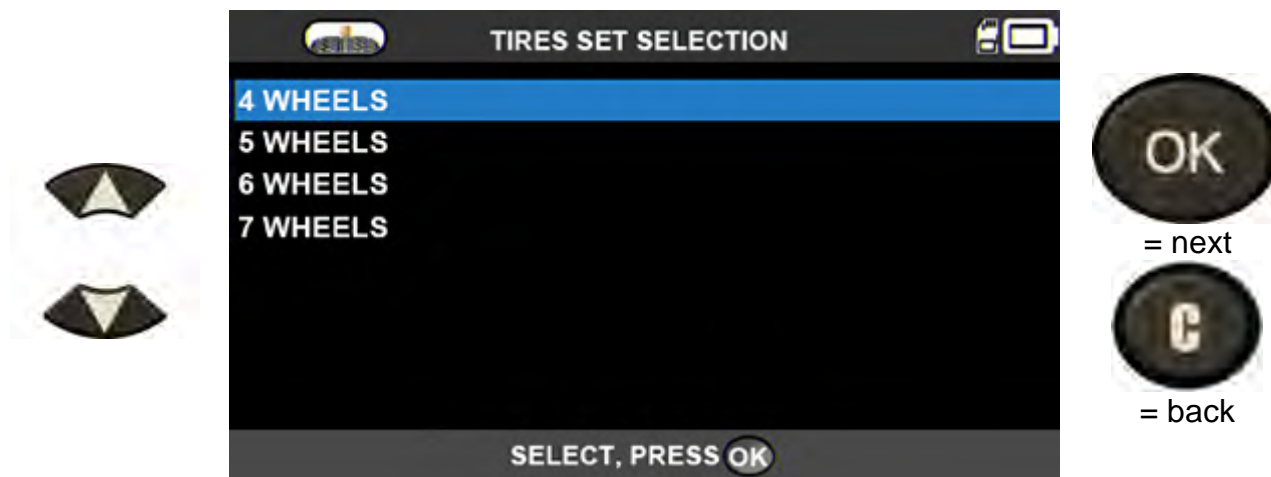 TIRES SET SELECTION
4 WHEELS
5 WHEELS
6 WHEELS
7 WHEELS
SELECT, PRESS OK
OK
= next
C
= back